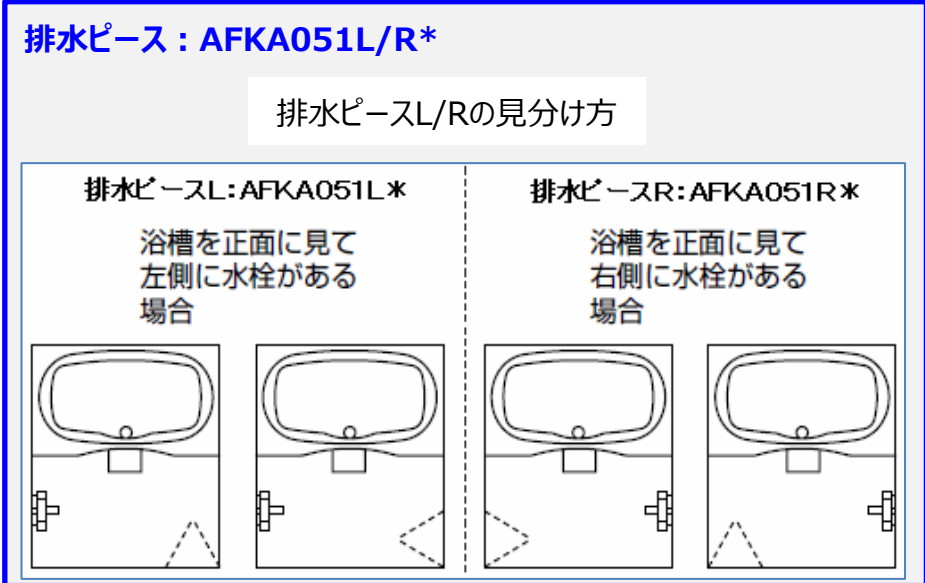 排水ピース：AFKA051L/R*
排水ピースL/Rの見分け方
排水ピースL:AFKA051L*
浴槽を正面に見て
左側に水栓がある
場合
排水ピースR:AFKA051R*
浴槽を正面に見て
右側に水栓がある
場合